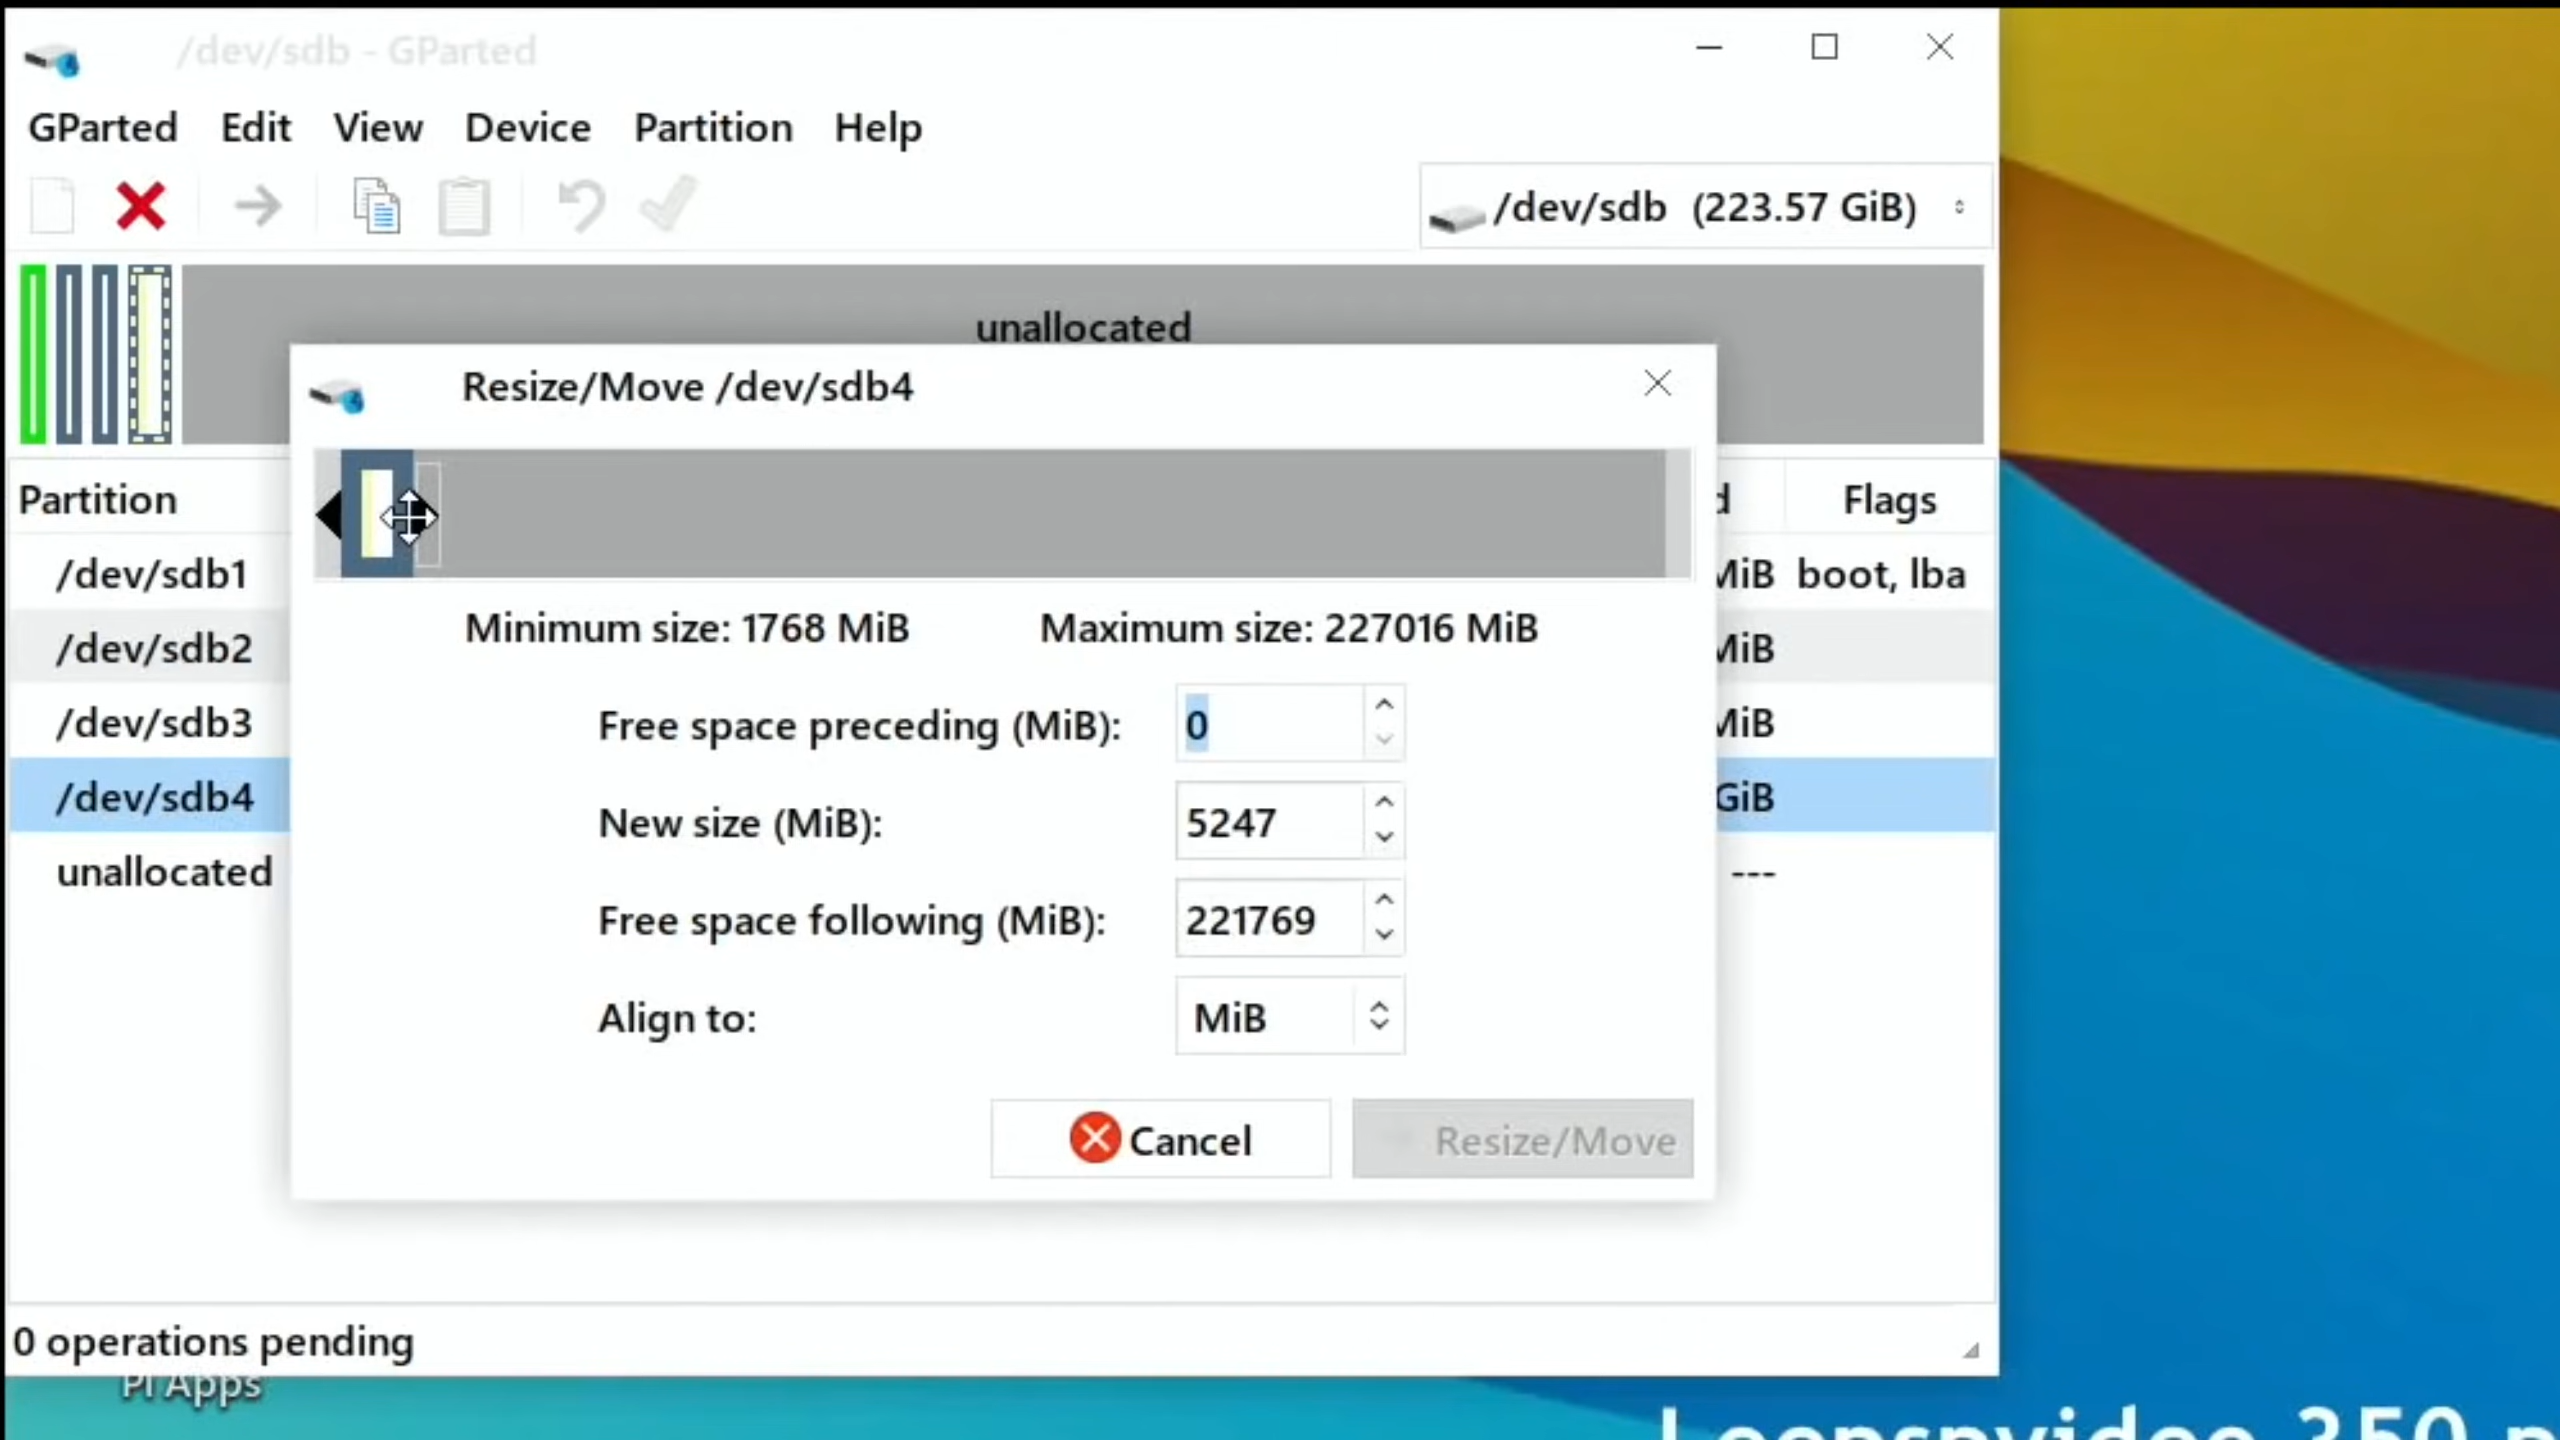 /dev/sdb - GParted
GParted Edit View Device Partition Help
/dev/sdb (223.57 GiB)
unallocated
Resize/Move /dev/sdb4
Partition
d Flags
/dev/sdb1
MiB boot, lba
/dev/sdb2
MiB
/dev/sdb3
MiB
/dev/sdb4
GiB
unallocated
---
Minimum size: 1768 MiB Maximum size: 227016 MiB
Free space preceding (MiB): 0
New size (MiB): 5247
Free space following (MiB): 221769
Align to: MiB
Cancel Resize/Move
0 operations pending
Pi Apps